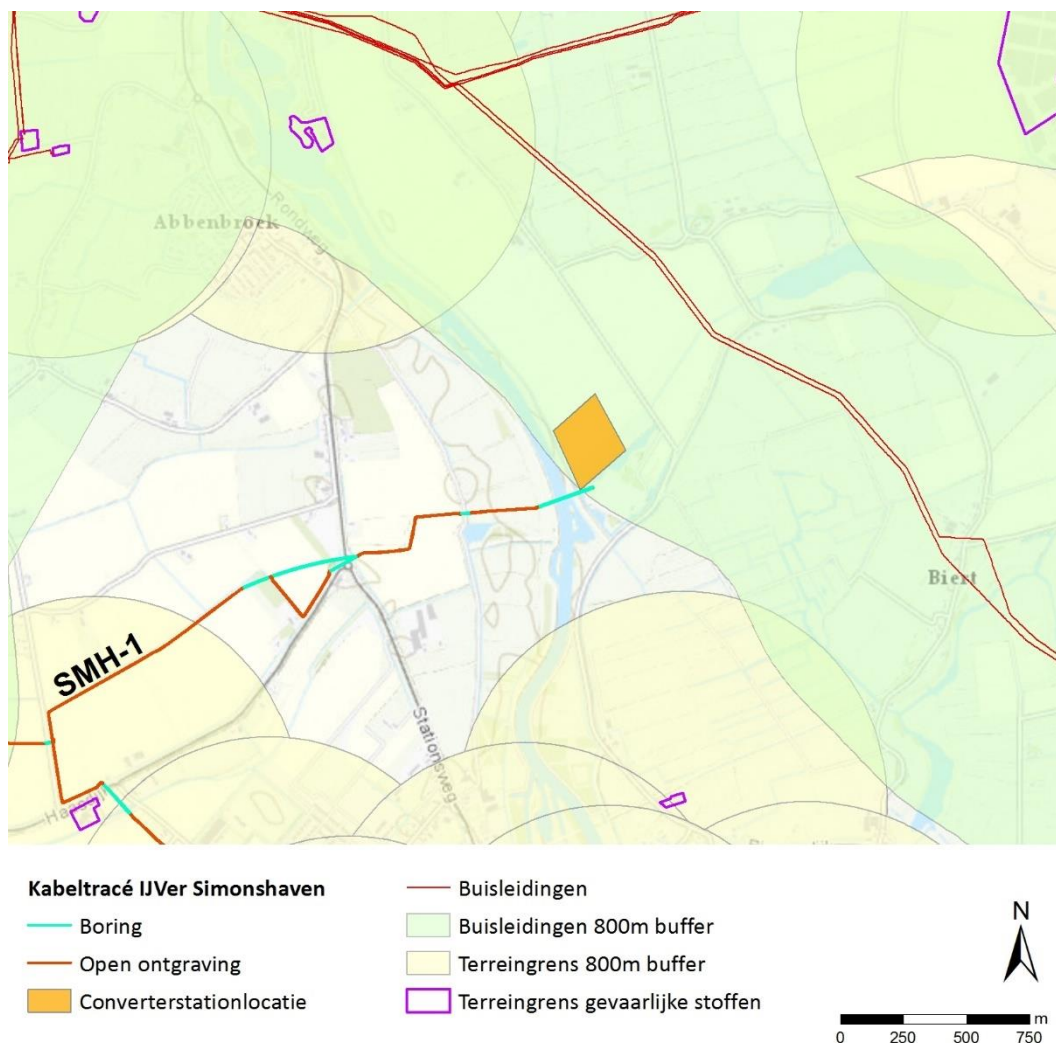 Rondweg
Abbenbroek
Biert
SMH-1
Stationsweg
Kabeltracé IJVer Simonshaven
Boring
Open ontgraving
Converterstationlocatie
Buisleidingen
Buisleidingen 800m buffer
Terreingrens 800m buffer
Terreingrens gevaarlijke stoffen
N
m
0 250 500 750